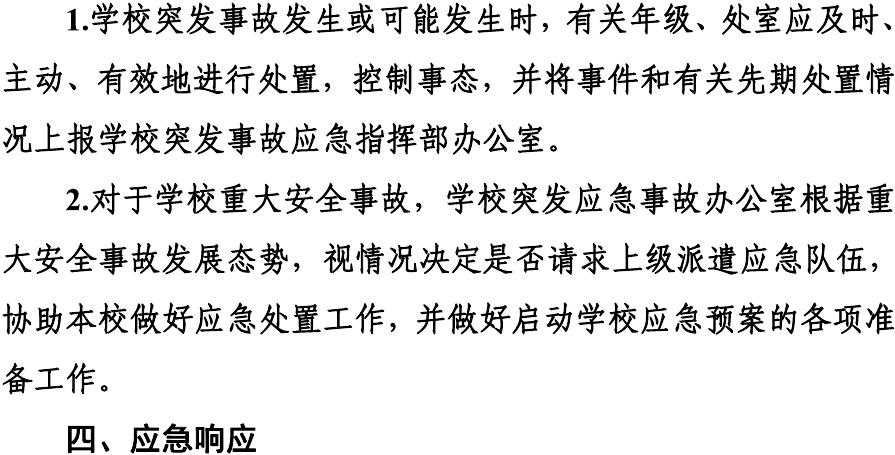 1.学校突发事故发生或可能发生时，有关年级、处室应及时、
主动、有效地进行处置，控制事态，并将事件和有关先期处置情
况上报学校突发事故应急指挥部办公室。
2.对于学校重大安全事故，学校突发应急事故办公室根据重
大安全事故发展态势，视情况决定是否请求上级派遣应急队伍，
协助本校做好应急处置工作，并做好启动学校应急预案的各项准
备工作。
四、应急响应